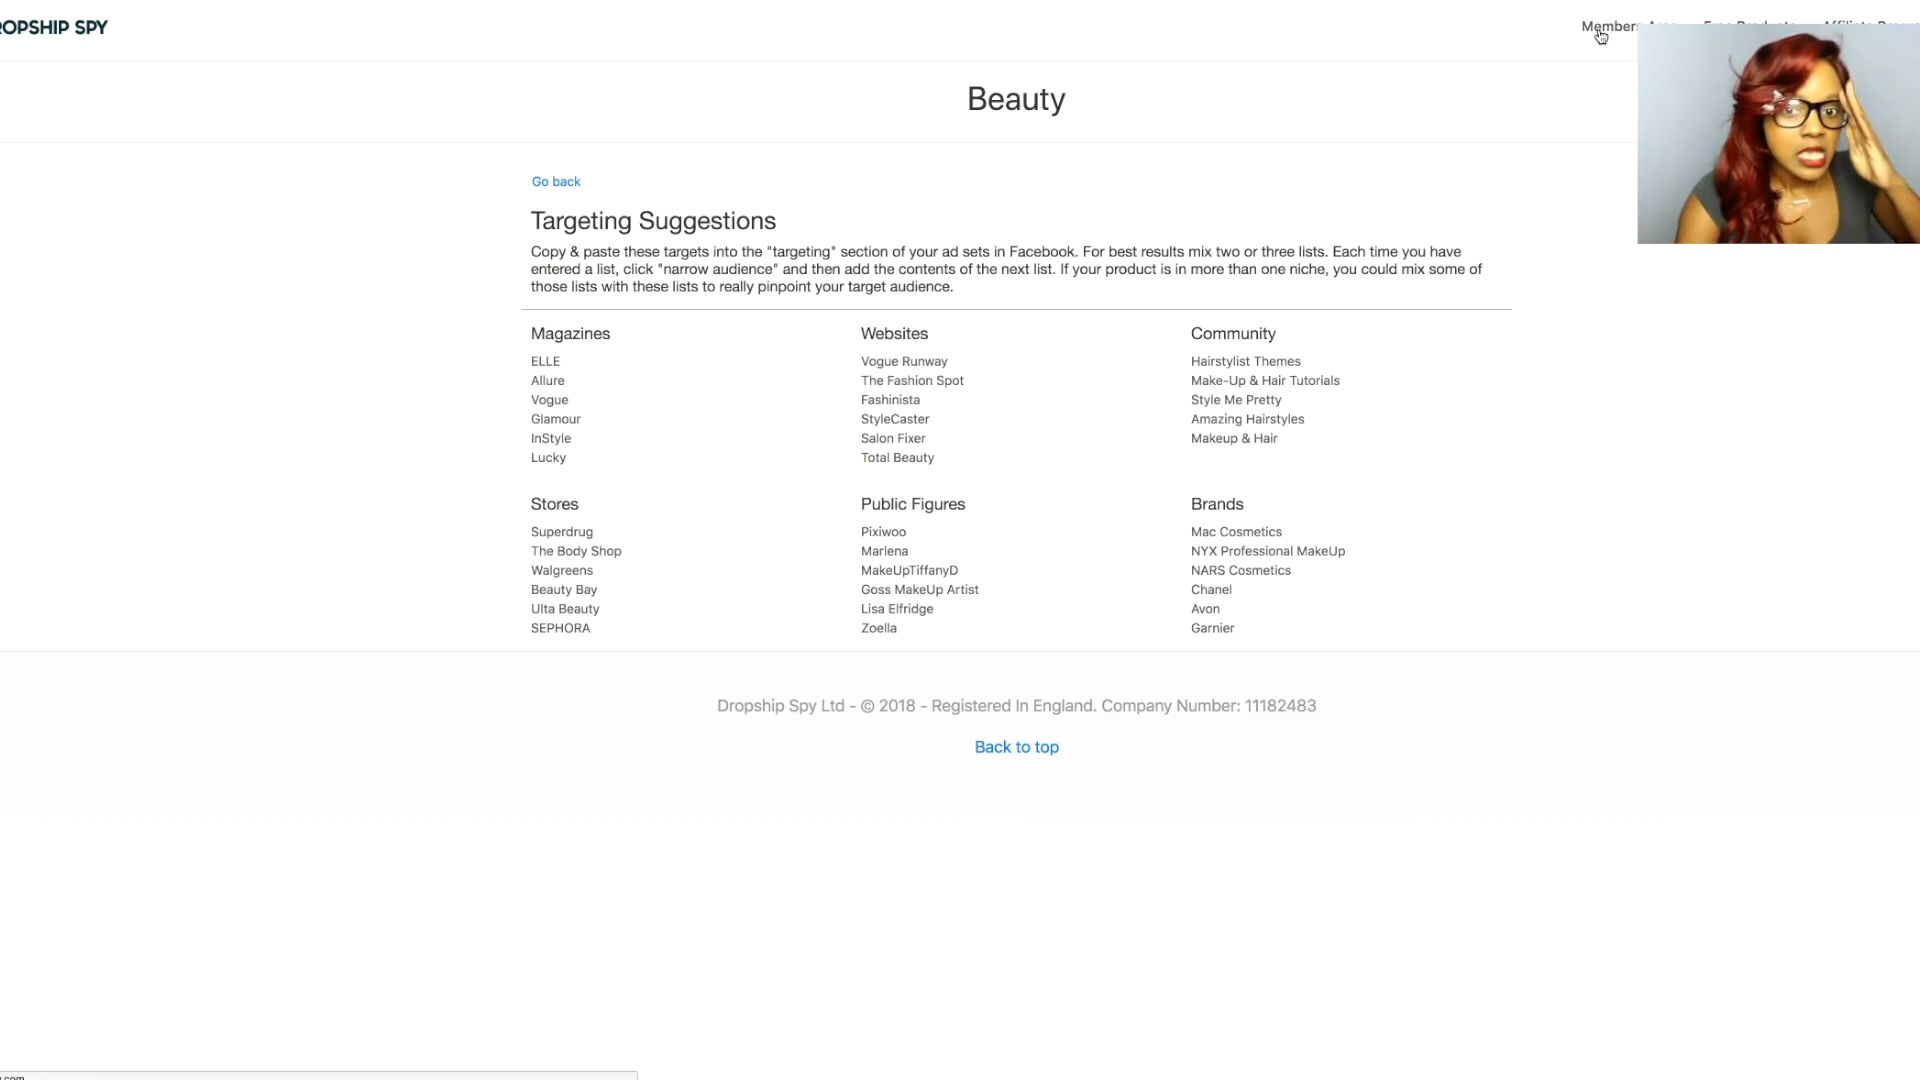 ROPSHIP SPY
Members Area Free Products Affiliate
Beauty
Go back
Targeting Suggestions
Copy & paste these targets into the "targeting" section of your ad sets in Facebook. For best results mix two or three lists. Each time you have
entered a list, click "narrow audience" and then add the contents of the next list. If your product is in more than one niche, you could mix some of
those lists with these lists to really pinpoint your target audience.
Magazines
ELLE
Allure
Vogue
Glamour
InStyle
Lucky
Websites
Vogue Runway
The Fashion Spot
Fashinista
StyleCaster
Salon Fixer
Total Beauty
Community
Hairstylist Themes
Make-Up & Hair Tutorials
Style Me Pretty
Amazing Hairstyles
Makeup & Hair
Stores
Superdrug
The Body Shop
Walgreens
Beauty Bay
Ulta Beauty
SEPHORA
Public Figures
Pixiwoo
Marlena
MakeUpTiffanyD
Goss MakeUp Artist
Lisa Elfridge
Zoella
Brands
Mac Cosmetics
NYX Professional MakeUp
NARS Cosmetics
Chanel
Avon
Garnier
Dropship Spy Ltd - © 2018 - Registered In England. Company Number: 11182483
Back to top